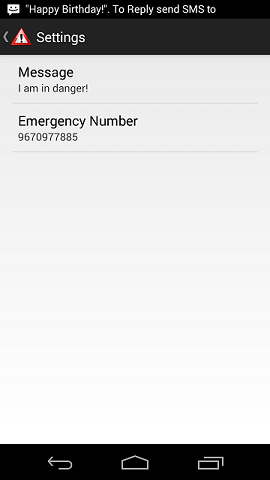 "Happy Birthday!". To Reply send SMS to
Settings
Message
I am in danger!
Emergency Number
9670977885